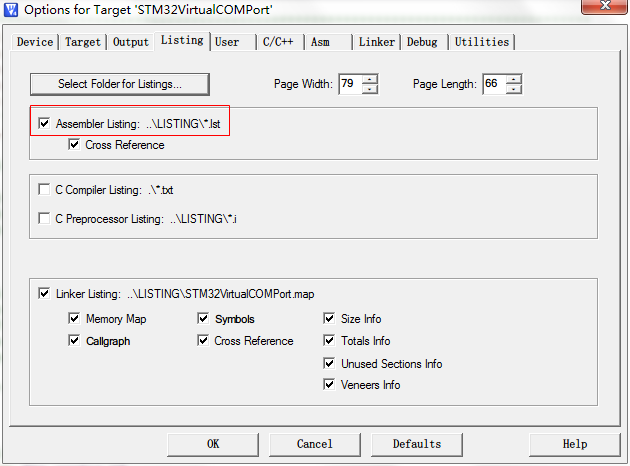 Options for Target 'STM32VirtualCOMPort'
Device Target Output Listing User C/C++ Asm Linker Debug Utilities
Select Folder for Listings... Page Width: 79 Page Length: 66
Assembler Listing: ..\LISTING\*.lst
Cross Reference
C Compiler Listing: .\*.txt
C Preprocessor Listing: ..\LISTING\*.i
Linker Listing: ..\LISTING\STM32VirtualCOMPort.map
Memory Map Symbols Size Info
Callgraph Cross Reference Totals Info
Unused Sections Info
Veneers Info
OK Cancel Defaults Help